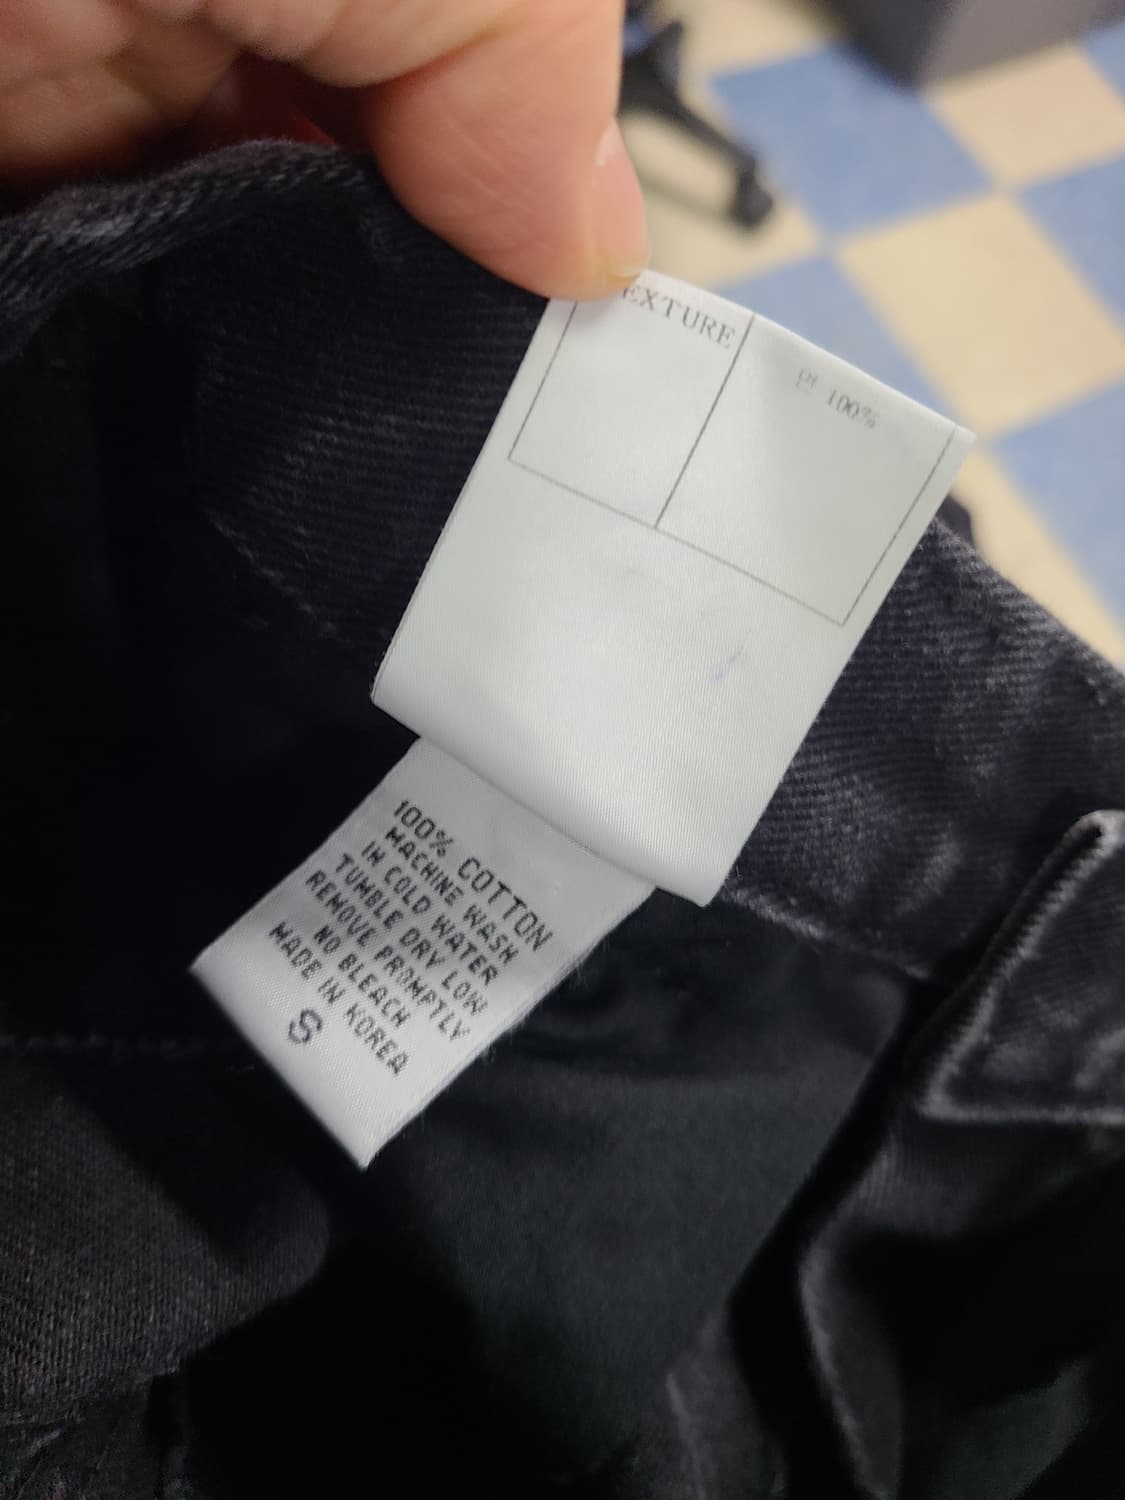 EXTURE
면 100%
100% COTTON
MACHINE WASH
IN COLD WATER
TUMBLE DRY LOW
REMOVE PROMPTLY
NO BLEACH
MADE IN KOREA
S